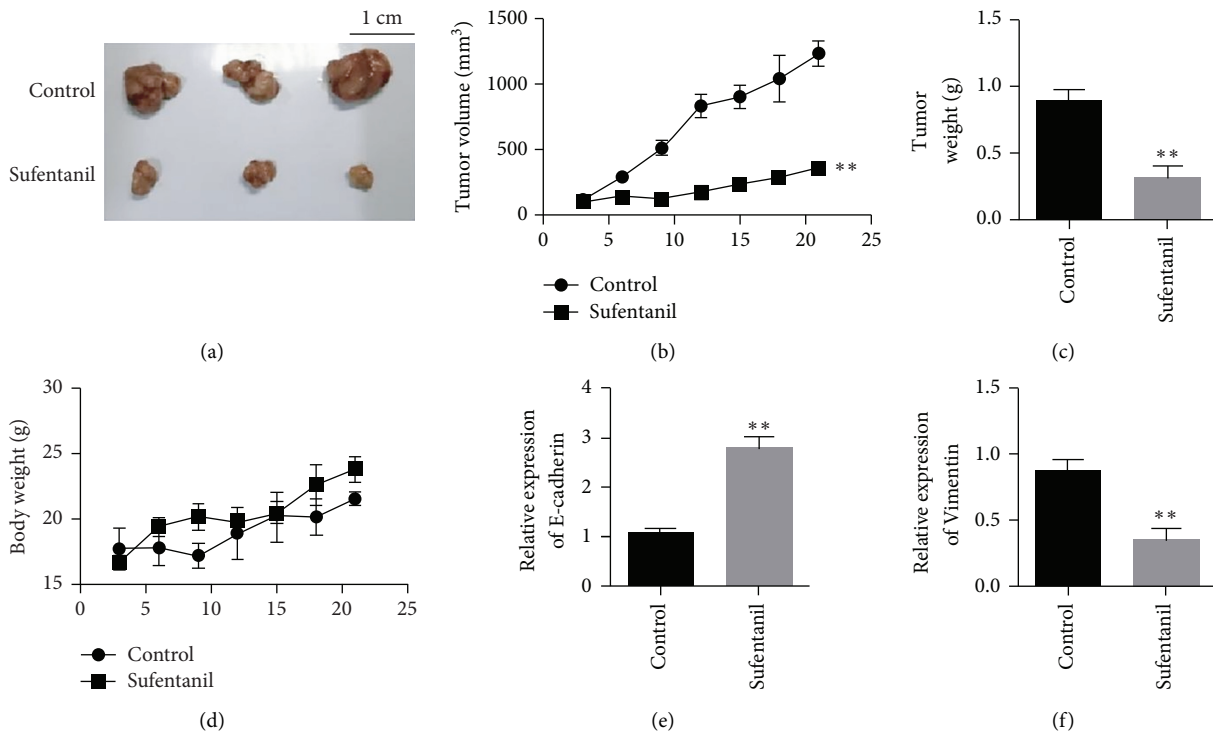 1 cm
Control
Sufentanil
(a)
Tumor volume (mm³)
1500
1000
500
0
0 5 10 15 20 25
**
Control
Sufentanil
(b)
Tumor
weight (g)
1.5
1.0
0.5
0.0
**
Control
Sufentanil
(c)
Body weight (g)
30
25
20
15
0 5 10 15 20 25
Control
Sufentanil
(d)
Relative expression
of E-cadherin
4
3
2
1
0
**
Control
Sufentanil
(e)
Relative expression
of Vimentin
1.5
1.0
0.5
0.0
**
Control
Sufentanil
(f)